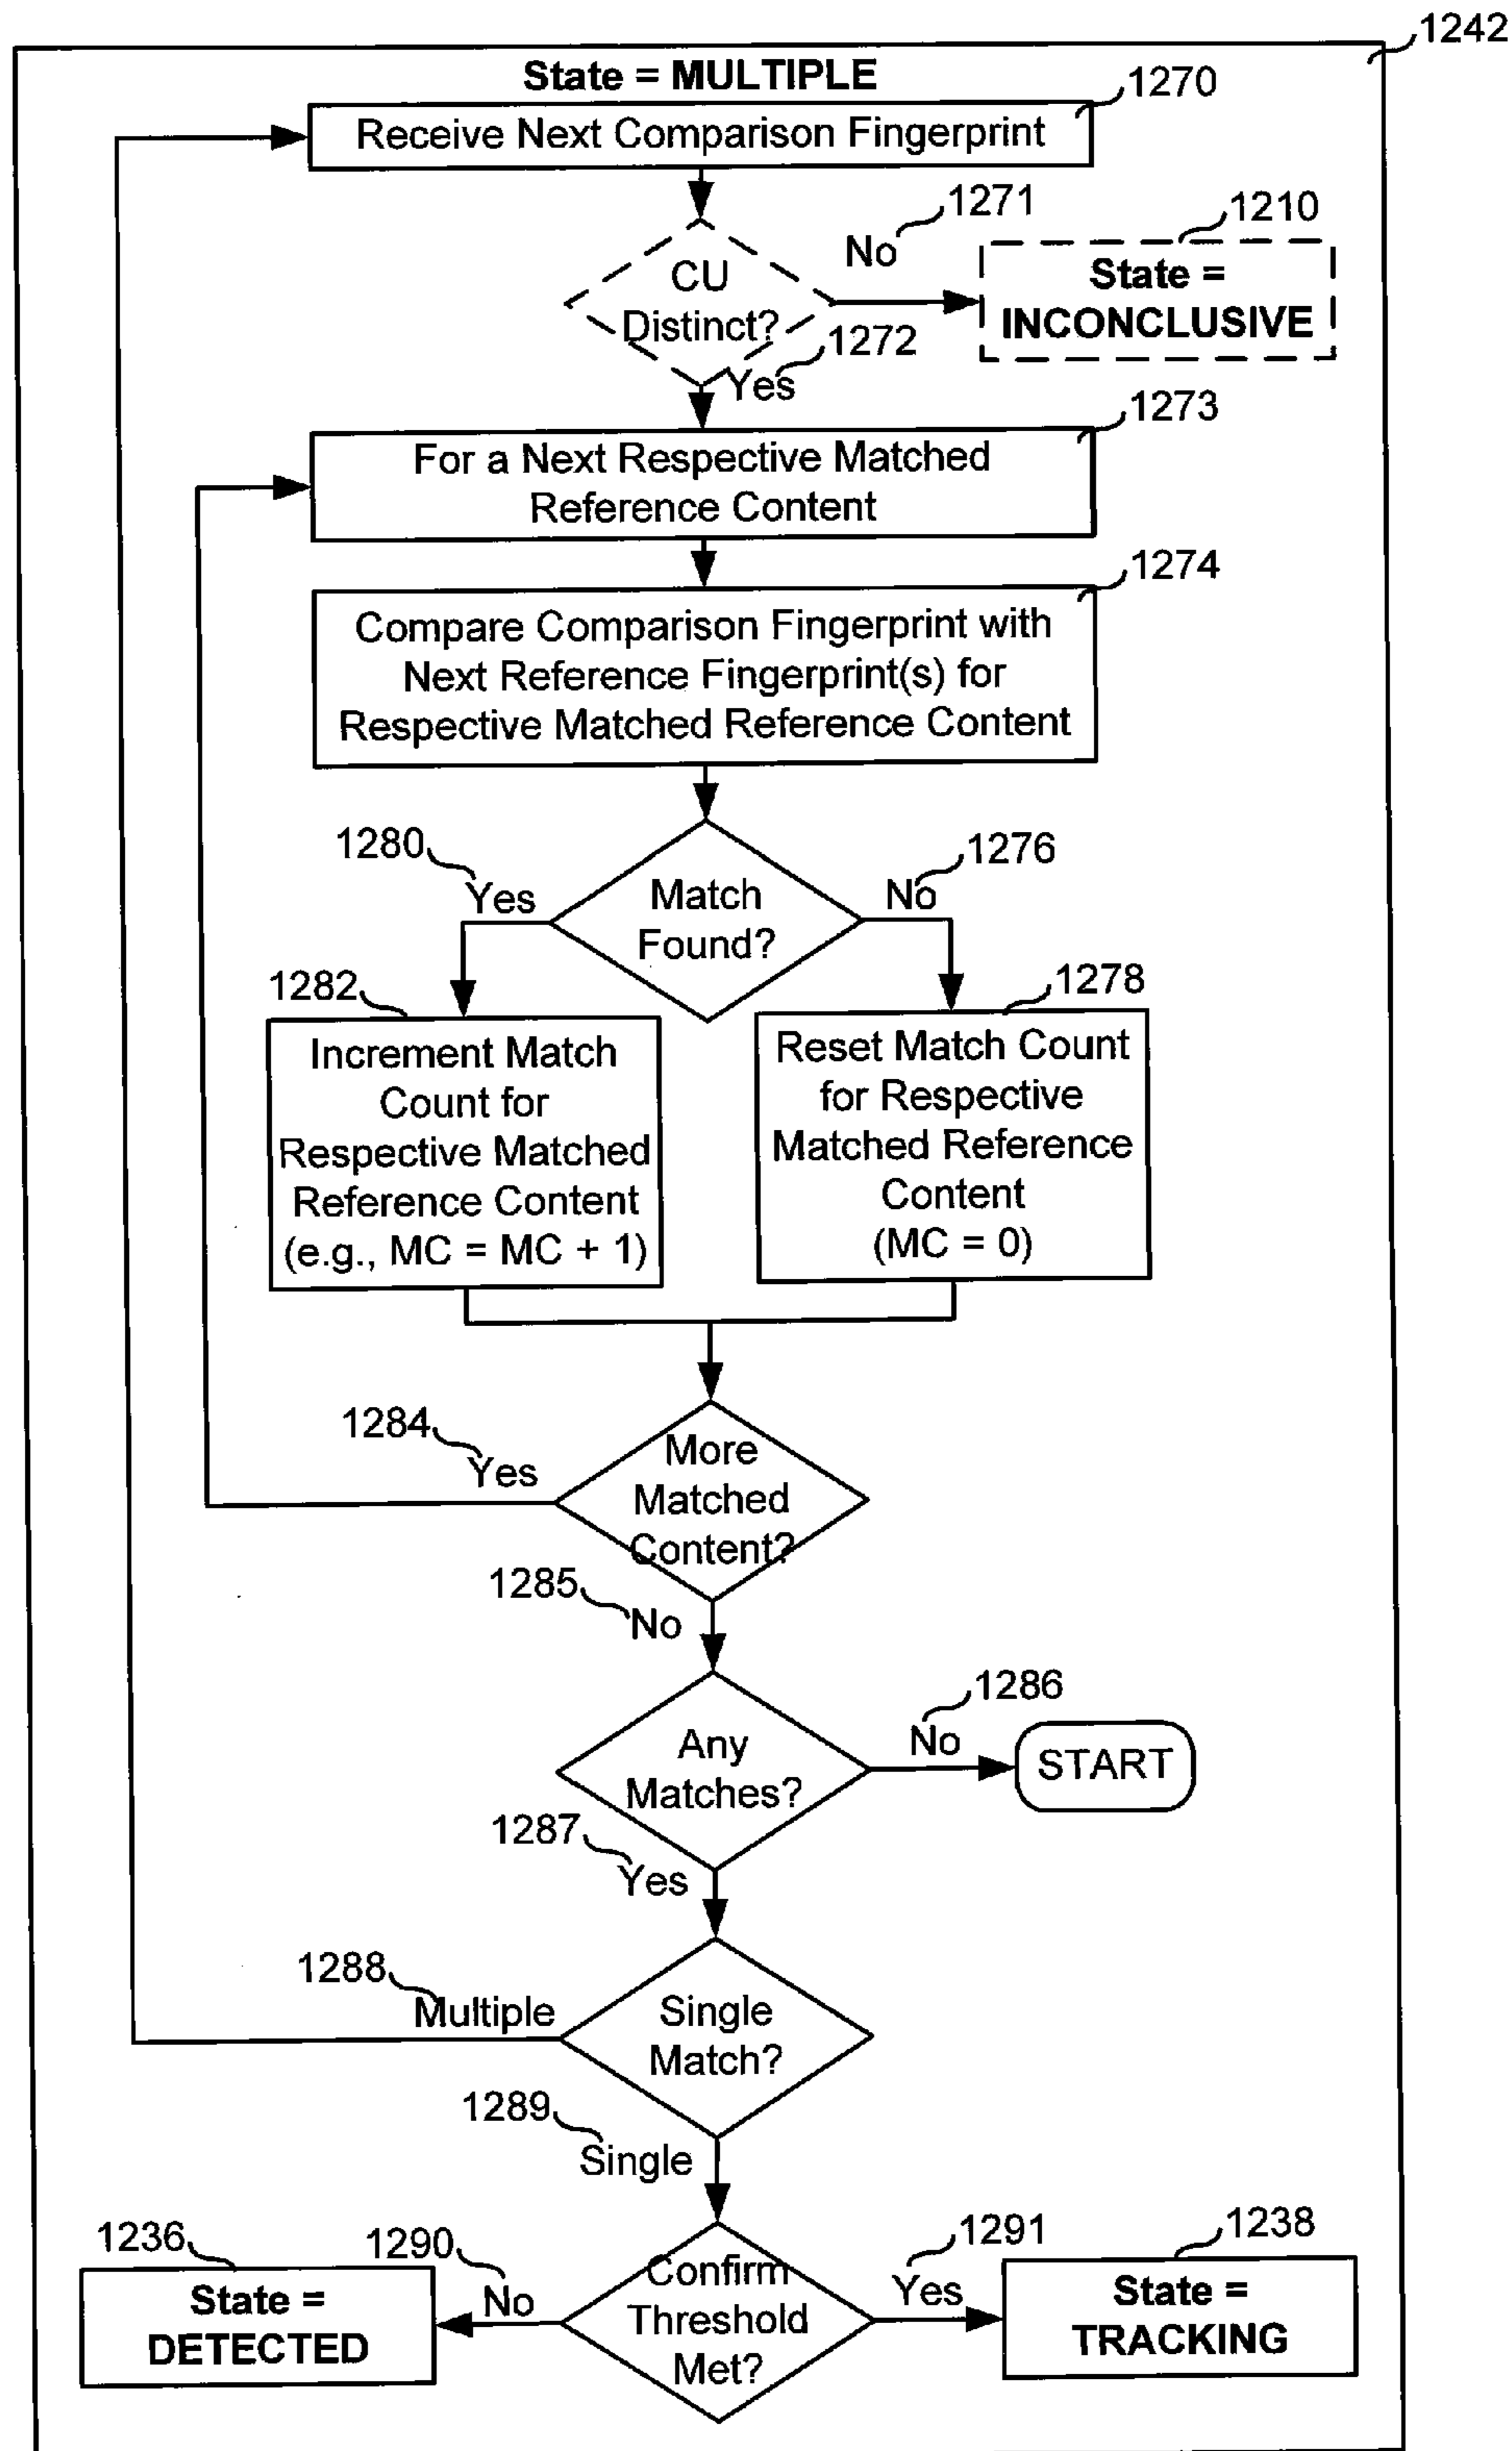 1242
State = MULTIPLE
1270
Receive Next Comparison Fingerprint
1271
No
1210
State =
INCONCLUSIVE
CU
Distinct?
1272
Yes
1273
For a Next Respective Matched
Reference Content
1274
Compare Comparison Fingerprint with
Next Reference Fingerprint(s) for
Respective Matched Reference Content
1280
Yes
Match
Found?
1276
No
1282
Increment Match
Count for
Respective Matched
Reference Content
(e.g., MC = MC + 1)
1278
Reset Match Count
for Respective
Matched Reference
Content
(MC = 0)
1284
Yes
More
Matched
Content?
1285
No
Any
Matches?
1286
No
START
1287
Yes
1288
Multiple
Single
Match?
1289
Single
1236
State =
DETECTED
1290
No
Confirm
Threshold
Met?
1291
Yes
1238
State =
TRACKING